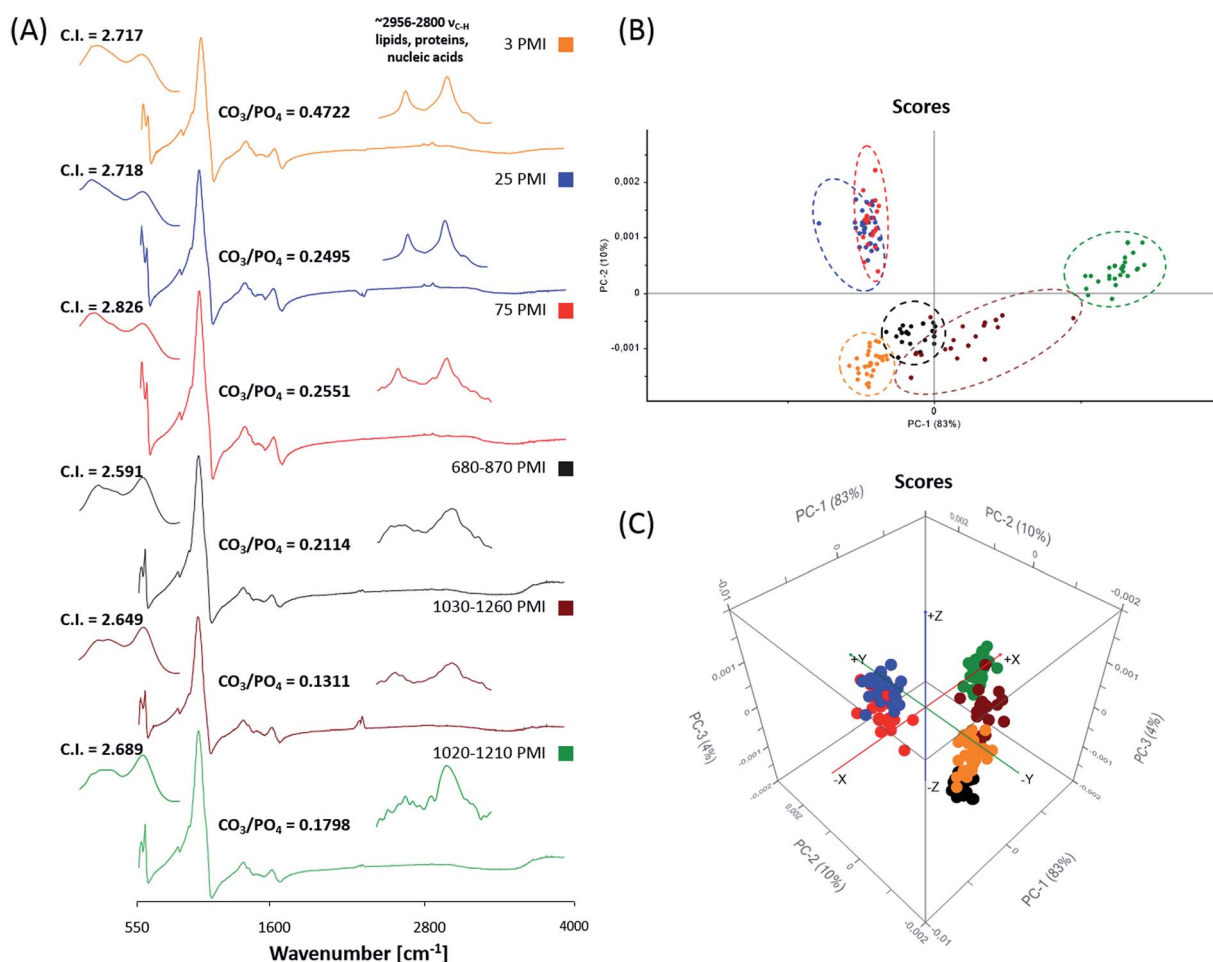 (A)
C.I. = 2.717
~2956-2800 νC-H
lipids, proteins,
nucleic acids
3 PMI
CO3/PO4 = 0.4722
C.I. = 2.718
25 PMI
CO3/PO4 = 0.2495
C.I. = 2.826
75 PMI
CO3/PO4 = 0.2551
C.I. = 2.591
680-870 PMI
CO3/PO4 = 0.2114
C.I. = 2.649
1030-1260 PMI
CO3/PO4 = 0.1311
C.I. = 2.689
1020-1210 PMI
CO3/PO4 = 0.1798
550 1600 2800 4000
Wavenumber [cm-1]
(B)
Scores
0,002
0,001
0
-0,001
PC-2 (10%)
0
PC-1 (83%)
(C)
Scores
PC-1 (83%)
0
-0.01
0.002
PC-2 (10%)
0
-0.002
0.001
0
-0.001
-0.002
PC-3 (4%)
0.001
0
-0.001
-0.002
PC-3 (4%)
+Z
+Y
+X
-X
-Y
-Z
0.002
PC-2 (10%)
0
-0.002
0
PC-1 (83%)
-0.01